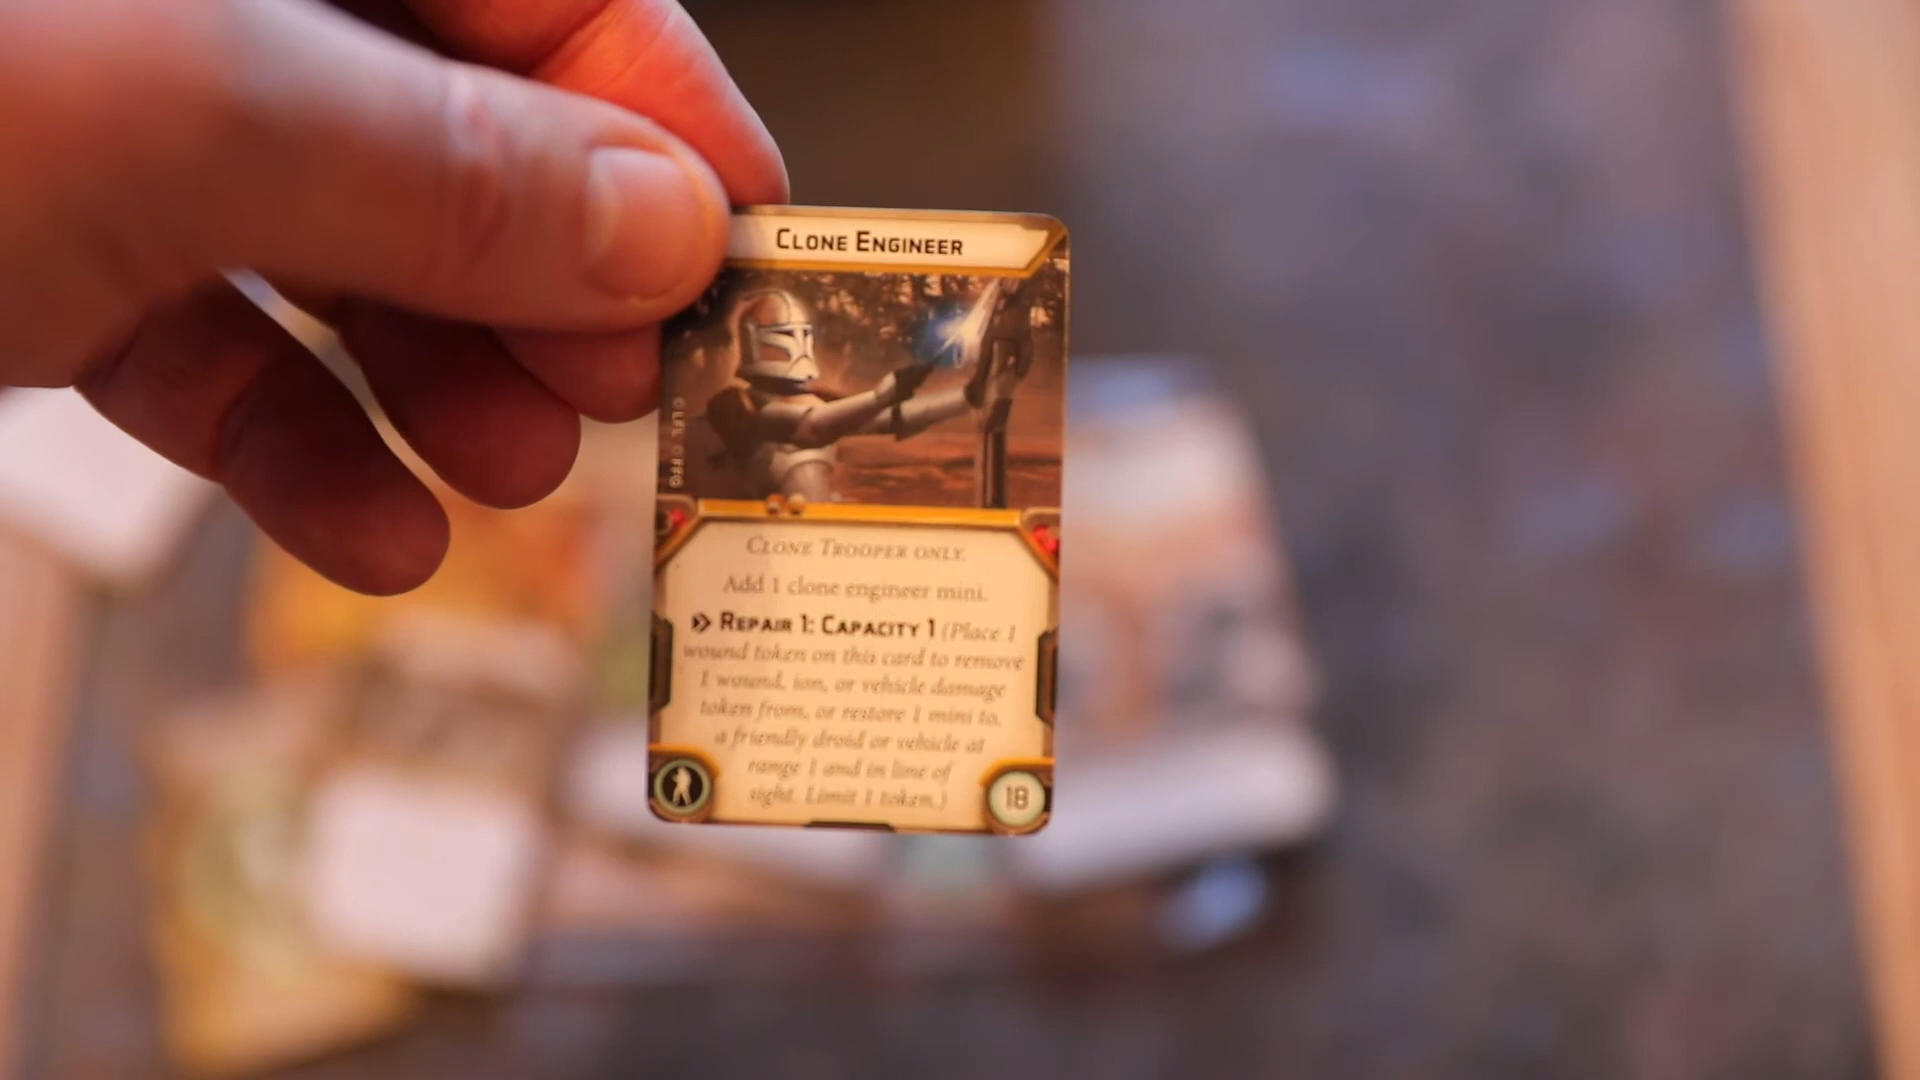 CLONE ENGINEER
© LFL © FFG
CLONE TROOPER ONLY.
Add 1 clone engineer mini.
REPAIR 1: CAPACITY 1 (Place 1
wound token on this card to remove
1 wound, ion, or vehicle damage
token from, or restore 1 mini to,
a friendly droid or vehicle at
range 1 and in line of
sight. Limit 1 token.)
18